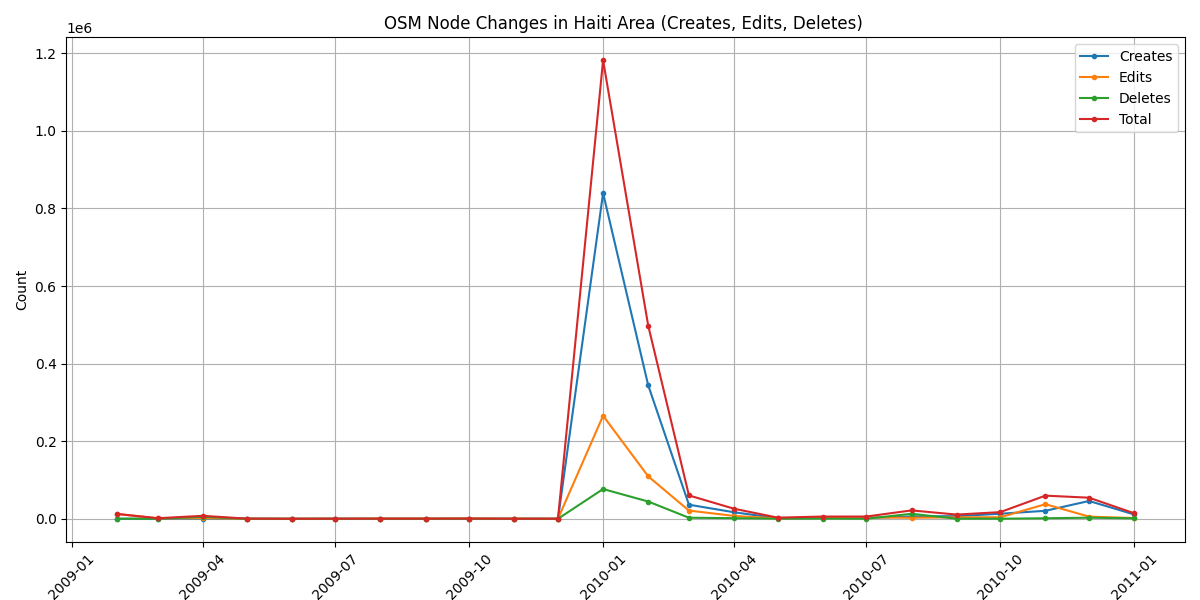 OSM Node Changes in Haiti Area (Creates, Edits, Deletes)
1e6
1.2
1.0
0.8
0.6
0.4
0.2
0.0
Count
Creates
Edits
Deletes
Total
2009-01
2009-04
2009-07
2009-10
2010-01
2010-04
2010-07
2010-10
2011-01